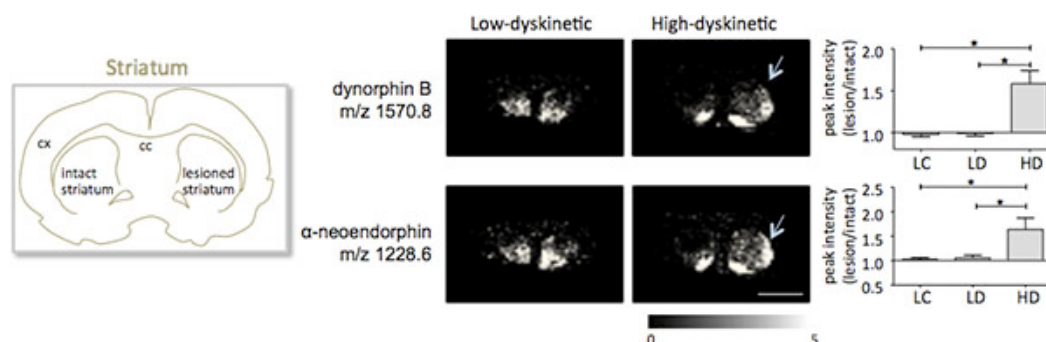 Striatum
cx
cc
intact
striatum
lesioned
striatum
Low-dyskinetic
High-dyskinetic
dynorphin B
m/z 1570.8
α-neoendorphin
m/z 1228.6
0
5
peak intensity
(lesion/intact)
2.0
1.5
1.0
*
*
LC
LD
HD
peak intensity
(lesion/intact)
2.5
2.0
1.5
1.0
0.5
*
*
LC
LD
HD